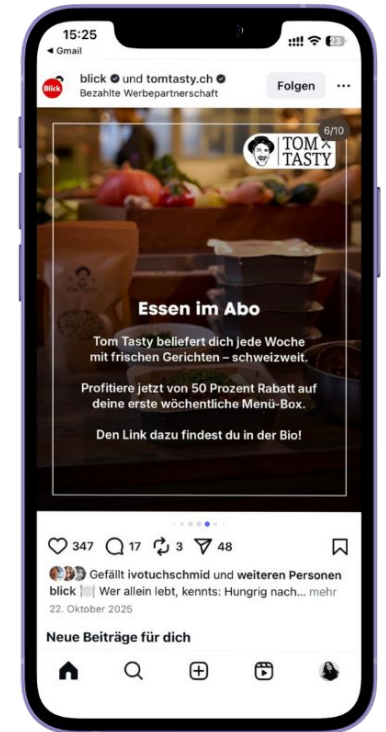 15:25
◀ Gmail
23
Blick
blick und tomtasty.ch
Bezahlte Werbepartnerschaft
Folgen
6/10
TOM
TASTY
Essen im Abo
Tom Tasty beliefert dich jede Woche
mit frischen Gerichten – schweizweit.
Profitiere jetzt von 50 Prozent Rabatt auf
deine erste wöchentliche Menü-Box.
Den Link dazu findest du in der Bio!
347 17 3 48
Gefällt ivotuchschmid und weiteren Personen
blick 🍽️ Wer allein lebt, kennts: Hungrig nach... mehr
22. Oktober 2025
Neue Beiträge für dich